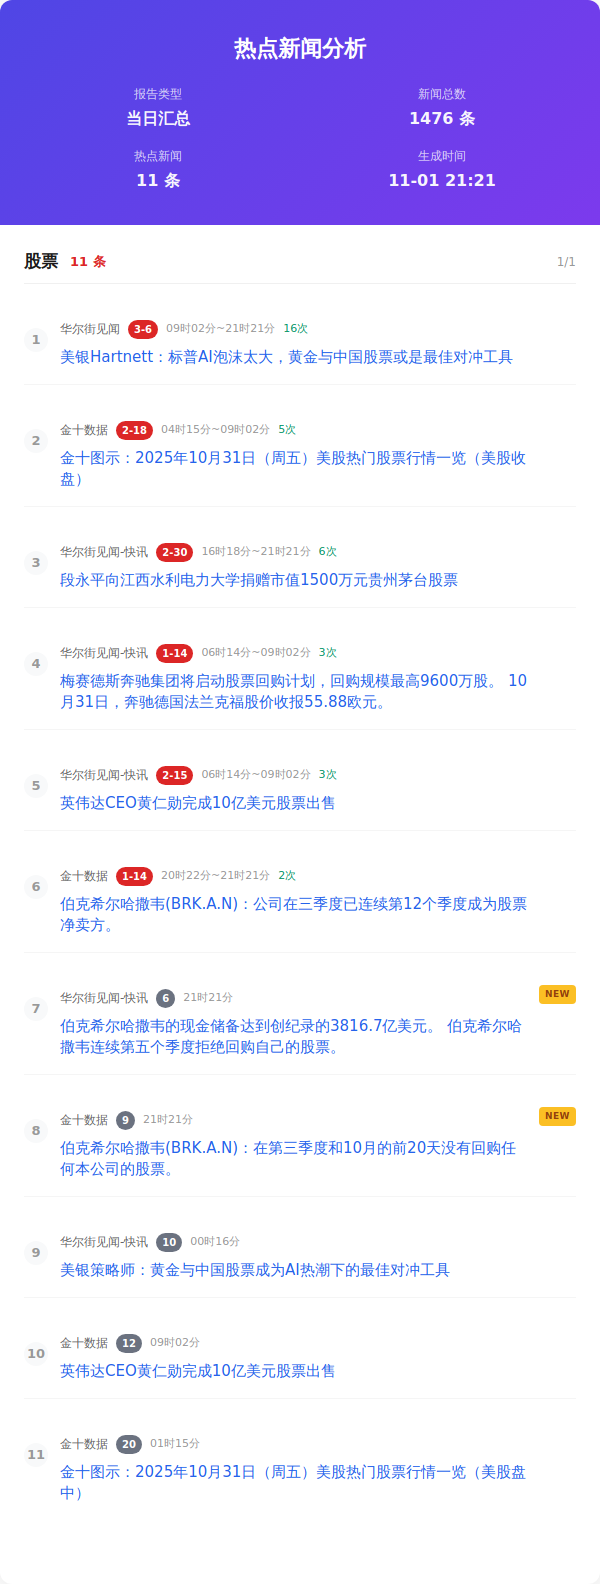 热点新闻分析
报告类型
当日汇总
新闻总数
1476 条
热点新闻
11 条
生成时间
11-01 21:21
股票 11 条 1/1
1
华尔街见闻 3-6 09时02分~21时21分 16次
美银Hartnett：标普AI泡沫太大，黄金与中国股票或是最佳对冲工具
2
金十数据 2-18 04时15分~09时02分 5次
金十图示：2025年10月31日（周五）美股热门股票行情一览（美股收
盘）
3
华尔街见闻-快讯 2-30 16时18分~21时21分 6次
段永平向江西水利电力大学捐赠市值1500万元贵州茅台股票
4
华尔街见闻-快讯 1-14 06时14分~09时02分 3次
梅赛德斯奔驰集团将启动股票回购计划，回购规模最高9600万股。 10
月31日，奔驰德国法兰克福股价收报55.88欧元。
5
华尔街见闻-快讯 2-15 06时14分~09时02分 3次
英伟达CEO黄仁勋完成10亿美元股票出售
6
金十数据 1-14 20时22分~21时21分 2次
伯克希尔哈撒韦(BRK.A.N)：公司在三季度已连续第12个季度成为股票
净卖方。
7
华尔街见闻-快讯 6 21时21分 NEW
伯克希尔哈撒韦的现金储备达到创纪录的3816.7亿美元。 伯克希尔哈
撒韦连续第五个季度拒绝回购自己的股票。
8
金十数据 9 21时21分 NEW
伯克希尔哈撒韦(BRK.A.N)：在第三季度和10月的前20天没有回购任
何本公司的股票。
9
华尔街见闻-快讯 10 00时16分
美银策略师：黄金与中国股票成为AI热潮下的最佳对冲工具
10
金十数据 12 09时02分
英伟达CEO黄仁勋完成10亿美元股票出售
11
金十数据 20 01时15分
金十图示：2025年10月31日（周五）美股热门股票行情一览（美股盘
中）